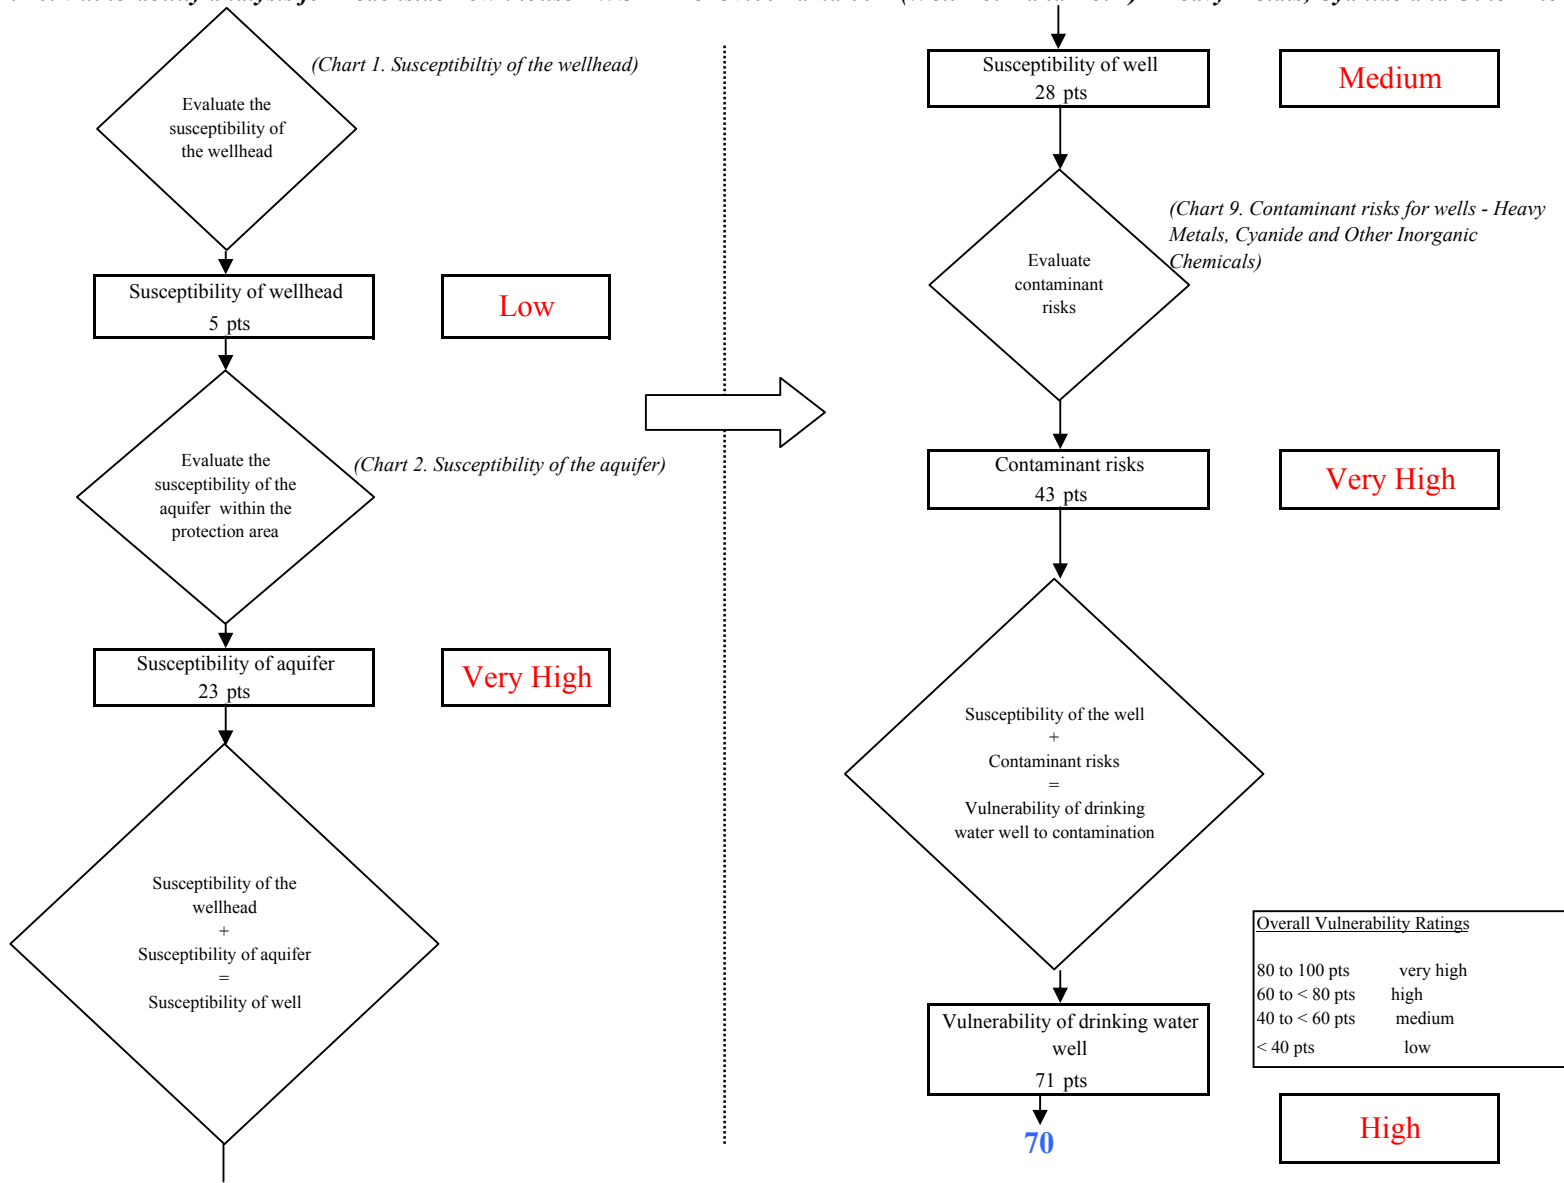 (Chart 1. Susceptibiltiy of the wellhead)
Evaluate the
susceptibility of
the wellhead
Susceptibility of wellhead
5 pts
Low
Evaluate the
susceptibility of the
aquifer within the
protection area
(Chart 2. Susceptibility of the aquifer)
Susceptibility of aquifer
23 pts
Very High
Susceptibility of the
wellhead
+
Susceptibility of aquifer
=
Susceptibility of well
Susceptibility of well
28 pts
Medium
(Chart 9. Contaminant risks for wells - Heavy
Metals, Cyanide and Other Inorganic
Chemicals)
Evaluate
contaminant
risks
Contaminant risks
43 pts
Very High
Susceptibility of the well
+
Contaminant risks
=
Vulnerability of drinking
water well to contamination
Overall Vulnerability Ratings
80 to 100 pts very high
60 to < 80 pts high
40 to < 60 pts medium
< 40 pts low
Vulnerability of drinking water
well
71 pts
70
High